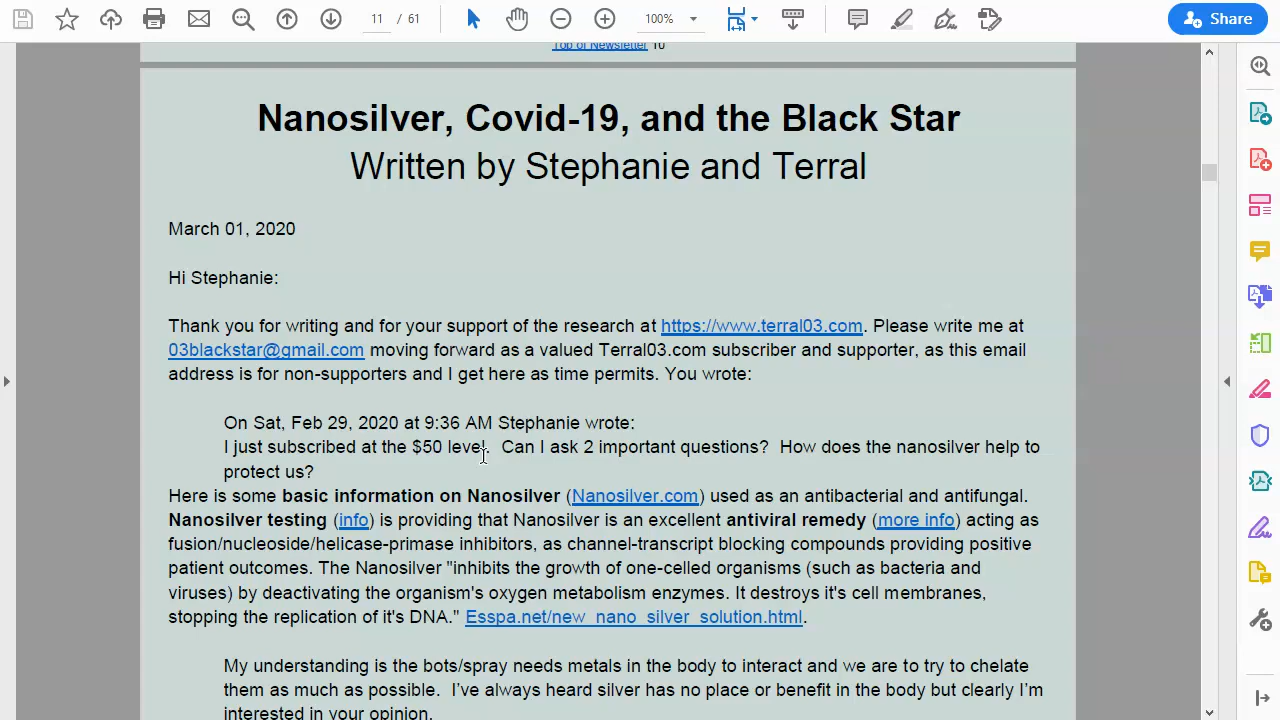 11 / 61
100%
Share
Top of Newsletter 10
Nanosilver, Covid-19, and the Black Star
Written by Stephanie and Terral
March 01, 2020
Hi Stephanie:
Thank you for writing and for your support of the research at https://www.terral03.com. Please write me at
03blackstar@gmail.com moving forward as a valued Terral03.com subscriber and supporter, as this email
address is for non-supporters and I get here as time permits. You wrote:
On Sat, Feb 29, 2020 at 9:36 AM Stephanie wrote:
I just subscribed at the $50 level. Can I ask 2 important questions? How does the nanosilver help to
protect us?
Here is some basic information on Nanosilver (Nanosilver.com) used as an antibacterial and antifungal.
Nanosilver testing (info) is providing that Nanosilver is an excellent antiviral remedy (more info) acting as
fusion/nucleoside/helicase-primase inhibitors, as channel-transcript blocking compounds providing positive
patient outcomes. The Nanosilver "inhibits the growth of one-celled organisms (such as bacteria and
viruses) by deactivating the organism's oxygen metabolism enzymes. It destroys it's cell membranes,
stopping the replication of it's DNA." Esspa.net/new_nano_silver_solution.html.
My understanding is the bots/spray needs metals in the body to interact and we are to try to chelate
them as much as possible. I've always heard silver has no place or benefit in the body but clearly I'm
interested in your opinion.